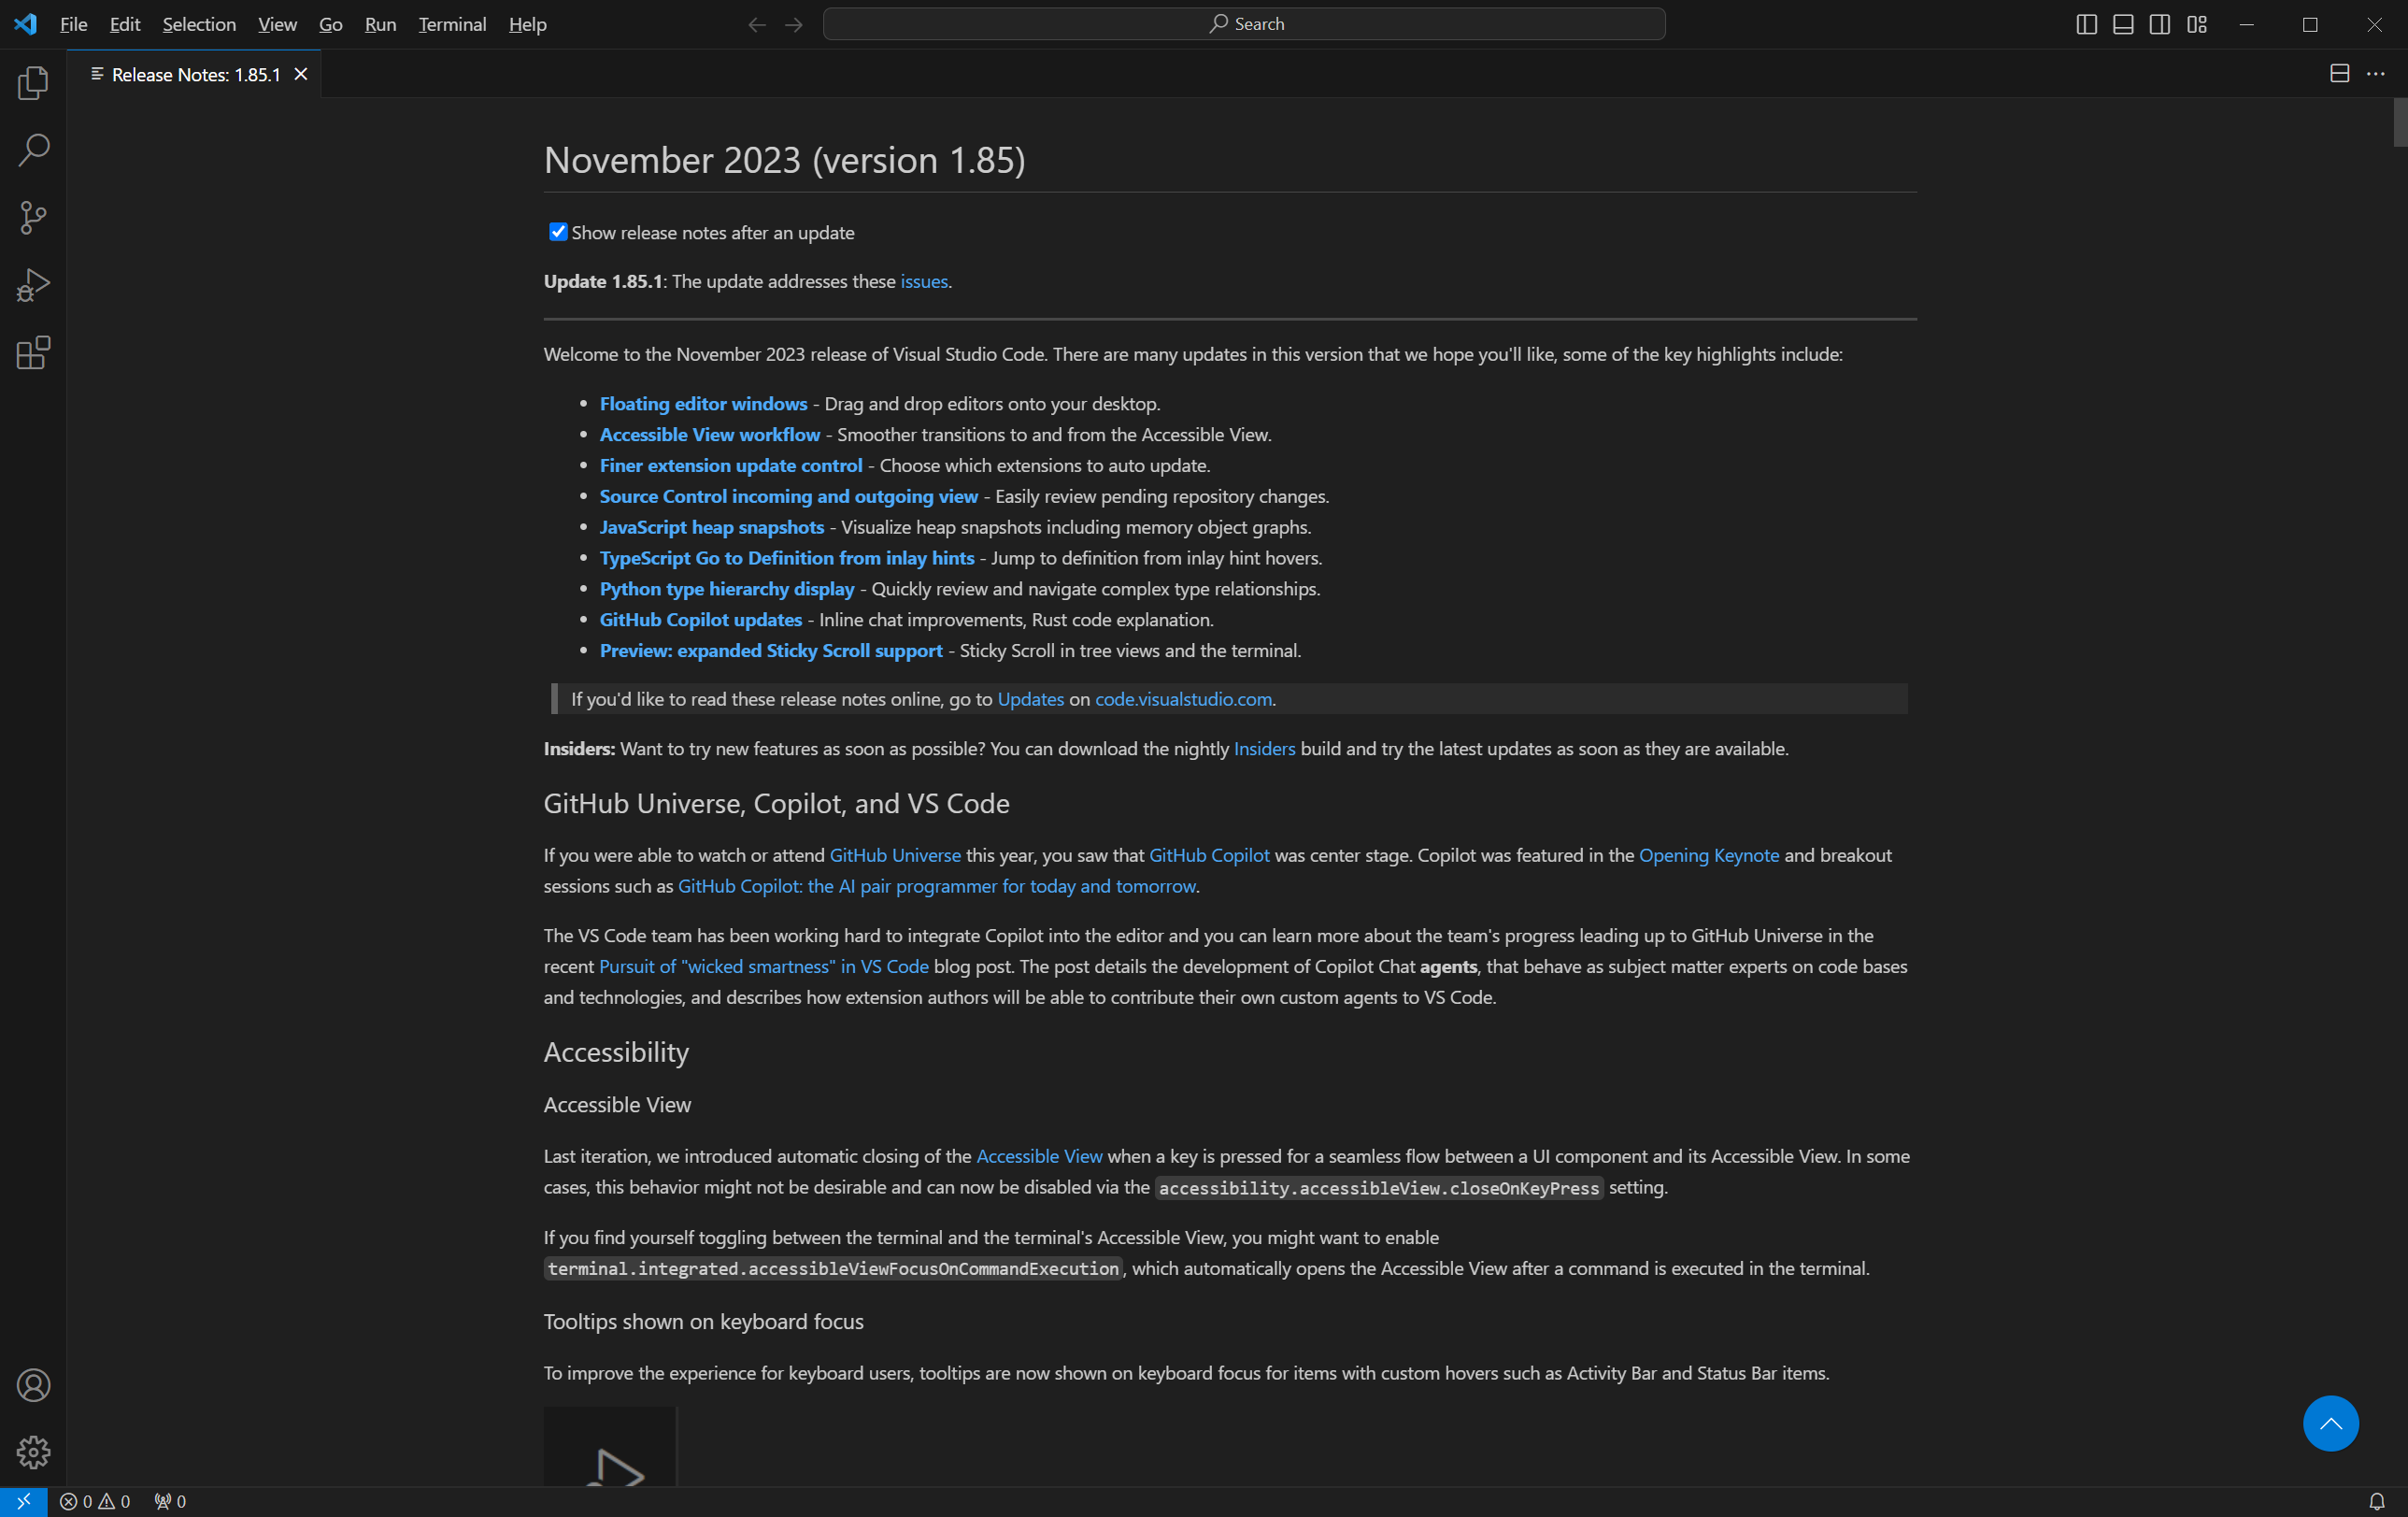 File Edit Selection View Go Run Terminal Help Search
Release Notes: 1.85.1
November 2023 (version 1.85)
Show release notes after an update
Update 1.85.1: The update addresses these issues.
Welcome to the November 2023 release of Visual Studio Code. There are many updates in this version that we hope you'll like, some of the key highlights include:
• Floating editor windows - Drag and drop editors onto your desktop.
• Accessible View workflow - Smoother transitions to and from the Accessible View.
• Finer extension update control - Choose which extensions to auto update.
• Source Control incoming and outgoing view - Easily review pending repository changes.
• JavaScript heap snapshots - Visualize heap snapshots including memory object graphs.
• TypeScript Go to Definition from inlay hints - Jump to definition from inlay hint hovers.
• Python type hierarchy display - Quickly review and navigate complex type relationships.
• GitHub Copilot updates - Inline chat improvements, Rust code explanation.
• Preview: expanded Sticky Scroll support - Sticky Scroll in tree views and the terminal.
If you'd like to read these release notes online, go to Updates on code.visualstudio.com.
Insiders: Want to try new features as soon as possible? You can download the nightly Insiders build and try the latest updates as soon as they are available.
GitHub Universe, Copilot, and VS Code
If you were able to watch or attend GitHub Universe this year, you saw that GitHub Copilot was center stage. Copilot was featured in the Opening Keynote and breakout
sessions such as GitHub Copilot: the AI pair programmer for today and tomorrow.
The VS Code team has been working hard to integrate Copilot into the editor and you can learn more about the team's progress leading up to GitHub Universe in the
recent Pursuit of "wicked smartness" in VS Code blog post. The post details the development of Copilot Chat agents, that behave as subject matter experts on code bases
and technologies, and describes how extension authors will be able to contribute their own custom agents to VS Code.
Accessibility
Accessible View
Last iteration, we introduced automatic closing of the Accessible View when a key is pressed for a seamless flow between a UI component and its Accessible View. In some
cases, this behavior might not be desirable and can now be disabled via the accessibility.accessibleView.closeOnKeyPress setting.
If you find yourself toggling between the terminal and the terminal's Accessible View, you might want to enable
terminal.integrated.accessibleViewFocusOnCommandExecution, which automatically opens the Accessible View after a command is executed in the terminal.
Tooltips shown on keyboard focus
To improve the experience for keyboard users, tooltips are now shown on keyboard focus for items with custom hovers such as Activity Bar and Status Bar items.
0 0 0